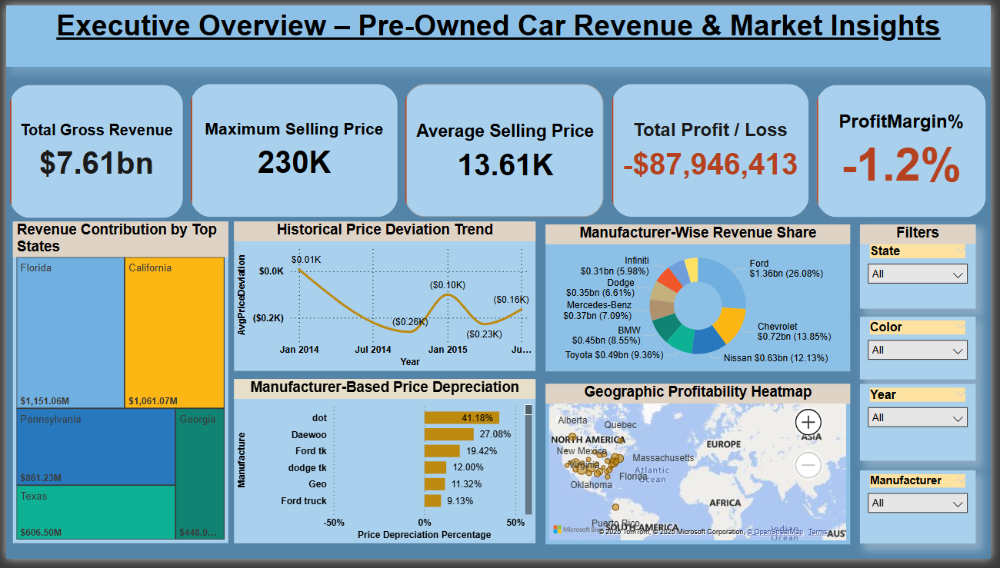 Executive Overview – Pre-Owned Car Revenue & Market Insights
Total Gross Revenue
$7.61bn
Maximum Selling Price
230K
Average Selling Price
13.61K
Total Profit / Loss
-$87,946,413
ProfitMargin%
-1.2%
Revenue Contribution by Top
States
Florida
$1,151.06M
California
$1,061.07M
Pennsylvania
$861.23M
Georgia
$448.9...
Texas
$606.50M
Historical Price Deviation Trend
AvgPriceDeviation
$0.0K
($0.2K)
$0.01K
($0.26K)
($0.10K)
($0.23K)
($0.16K)
Jan 2014
Jul 2014
Jan 2015
Ju...
Year
Manufacturer-Based Price Depreciation
Manufacture
dot
41.18%
Daewoo
27.08%
Ford tk
19.42%
dodge tk
12.00%
Geo
11.32%
Ford truck
9.13%
-50%
0%
50%
Price Depreciation Percentage
Manufacturer-Wise Revenue Share
Ford
$1.36bn (26.08%)
Chevrolet
$0.72bn (13.85%)
Nissan $0.63bn (12.13%)
Toyota $0.49bn (9.36%)
BMW
$0.45bn (8.55%)
Mercedes-Benz
$0.37bn (7.09%)
Dodge
$0.35bn (6.61%)
Infiniti
$0.31bn (5.98%)
Geographic Profitability Heatmap
Alberta
Quebec
NORTH AMERICA
New Mexico
Massachusetts
Virginia
Atlantic
Ocean
Florida
Oklahoma
EUROPE
ASIA
AFRICA
Puerto Rico
SOUTH AMERICA
Indian
Ocean
AUS
Microsoft Bing
© 2025 TomTom, © 2025 Microsoft Corporation, © OpenStreetMap Terms
Filters
State
All
Color
All
Year
All
Manufacturer
All